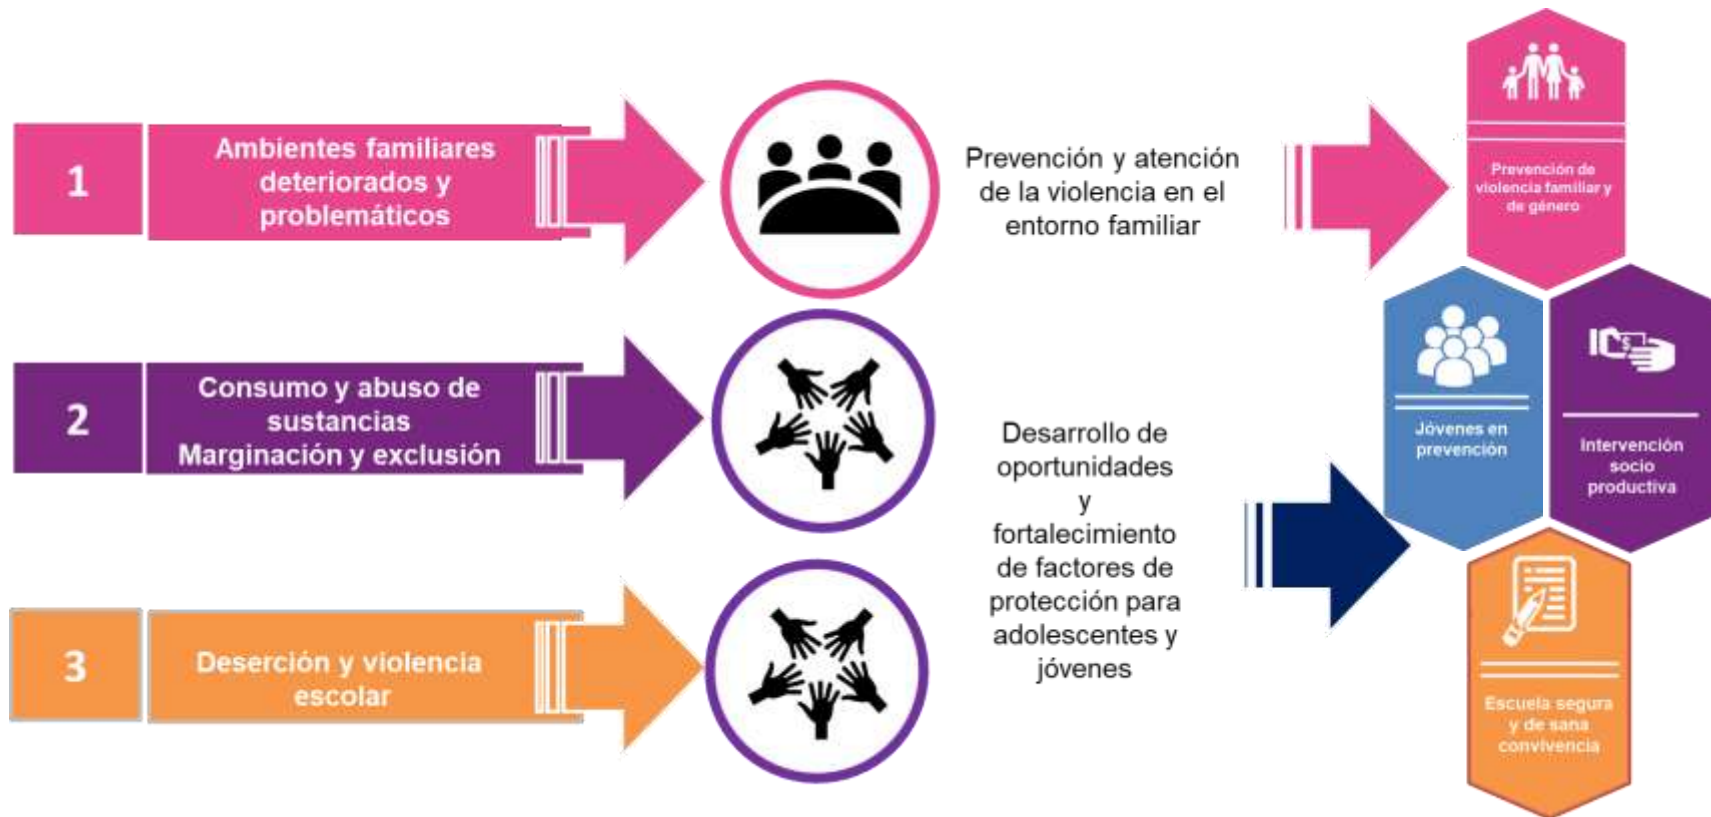 1
Ambientes familiares
deteriorados y
problemáticos
Prevención y atención
de la violencia en el
entorno familiar
Prevención de
violencia familiar y
de género
2
Consumo y abuso de
sustancias
Marginación y exclusión
Desarrollo de
oportunidades
y
fortalecimiento
de factores de
protección para
adolescentes y
jóvenes
Jóvenes en
prevención
$
Intervención
socio
productiva
3
Deserción y violencia
escolar
Escuela segura
y de sana
convivencia